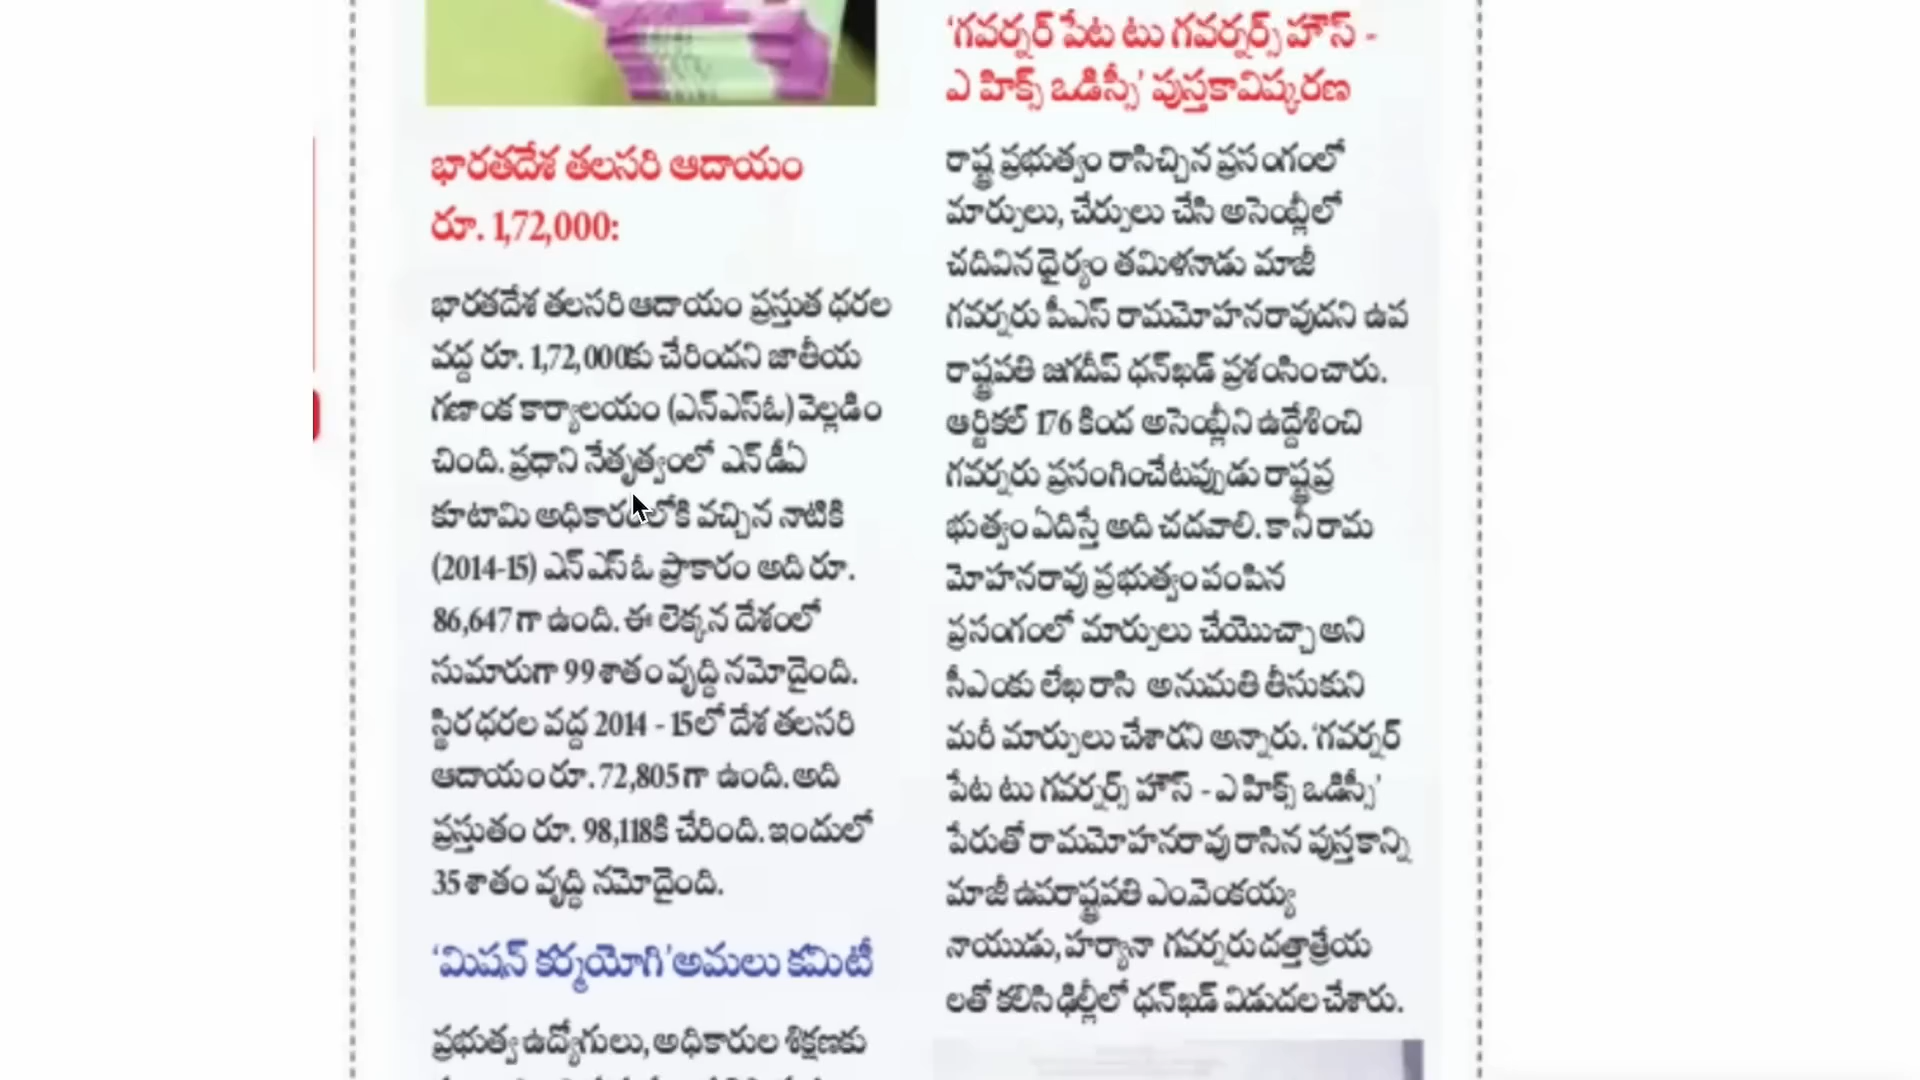 భారతదేశ తలసరి ఆదాయం
రూ. 1,72,000:
భారతదేశ తలసరి ఆదాయం ప్రస్తుత ధరల
వద్ద రూ. 1,72,000కు చేరిందని జాతీయ
గణాంక కార్యాలయం (ఎన్ఎస్ఓ) వెల్లడిం
చింది. ప్రధాని నేతృత్వంలో ఎన్‌డీఏ
కూటామి అధికారంలోకి వచ్చిన నాటికి
(2014-15) ఎన్ఎస్ఓ ప్రాకారం అది రూ.
86,647 గా ఉంది. ఈ లెక్కన దేశంలో
సుమారుగా 99 శాతం వృద్ధి నమోదైంది.
స్థిర ధరల వద్ద 2014 - 15లో దేశ తలసరి
ఆదాయం రూ. 72,805 గా ఉంది. అది
ప్రస్తుతం రూ. 98,118కి చేరింది. ఇందులో
35 శాతం వృద్ధి నమోదైంది.
‘మిషన్ కర్మయోగి’ అమలు కమిటీ
ప్రభుత్వ ఉద్యోగులు, అధికారుల శిక్షణకు
‘గవర్నర్ పేట టు గవర్నర్స్ హౌస్ -
ఎ హిక్స్ ఒడిస్సీ’ పుస్తకావిష్కరణ
రాష్ట్ర ప్రభుత్వం రాసిచ్చిన ప్రసంగంలో
మార్పులు, చేర్పులు చేసి అసెంబ్లీలో
చదివిన ధైర్యం తమిళనాడు మాజీ
గవర్నరు పీఎస్ రామమోహనరావుదని ఉప
రాష్ట్రపతి జగదీప్ ధన్‌ఖడ్ ప్రశంసించారు.
ఆర్టికల్ 176 కింద అసెంబ్లీని ఉద్దేశించి
గవర్నరు ప్రసంగించేటప్పుడు రాష్ట్రప్ర
భుత్వం ఏదిస్తే అది చదవాలి. కానీ రామ
మోహనరావు ప్రభుత్వం పంపిన
ప్రసంగంలో మార్పులు చేయొచ్చా అని
సీఎంకు లేఖ రాసి అనుమతి తీసుకుని
మరీ మార్పులు చేశారని అన్నారు. ‘గవర్నర్
పేట టు గవర్నర్స్ హౌస్ - ఎ హిక్స్ ఒడిస్సీ’
పేరుతో రామమోహనరావు రాసిన పుస్తకాన్ని
మాజీ ఉపరాష్ట్రపతి ఎం.వెంకయ్య
నాయుడు, హర్యానా గవర్నరు దత్తాత్రేయ
లతో కలిసి ఢిల్లీలో ధన్‌ఖడ్ విడుదల చేశారు.